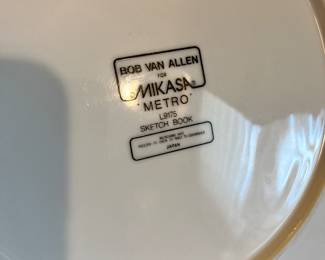 BOB VAN ALLEN
FOR
MIKASA®
"METRO"
L9175
SKETCH BOOK
JAPAN